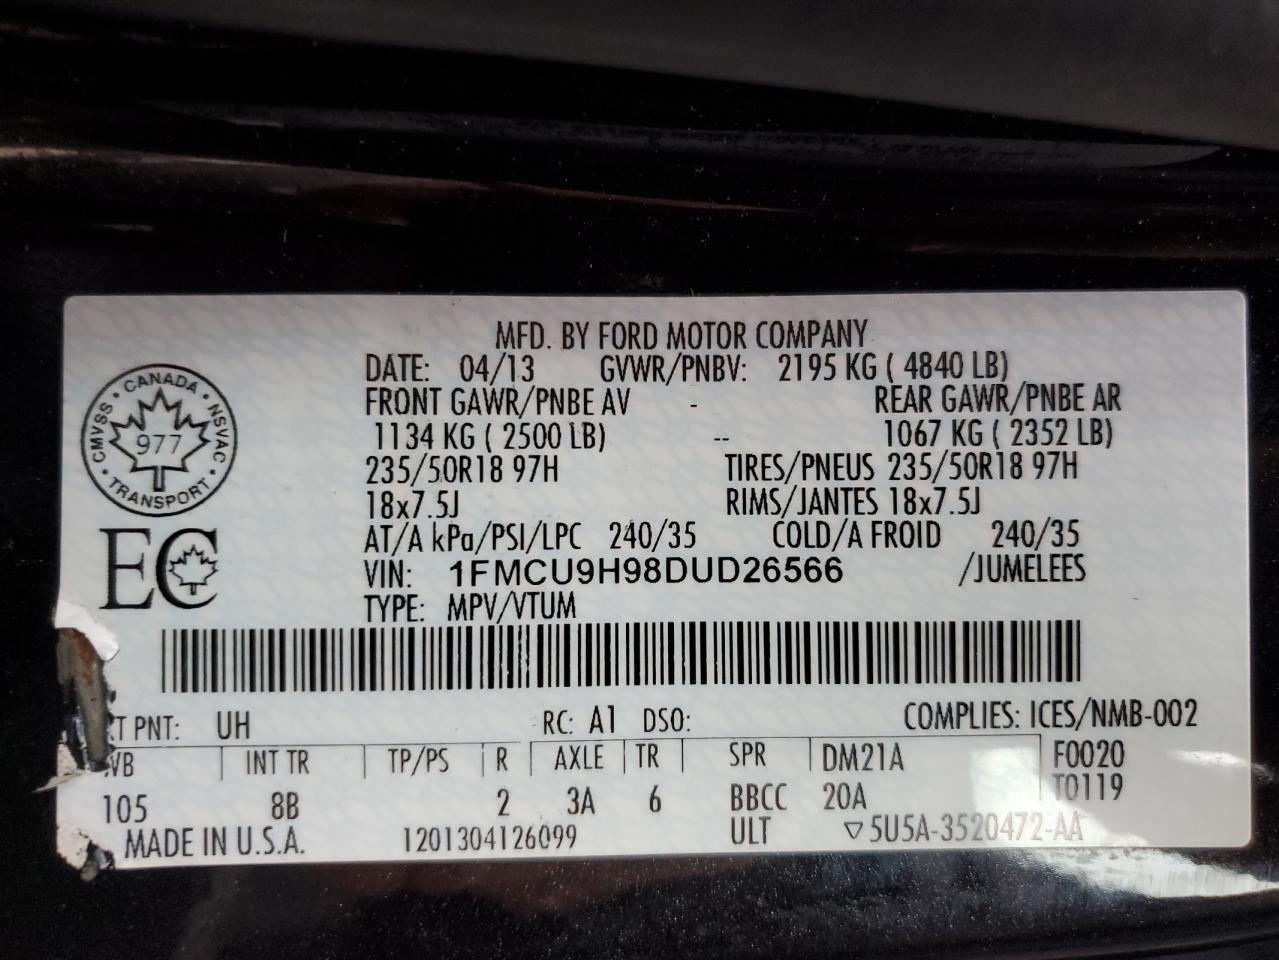 MFD. BY FORD MOTOR COMPANY
DATE: 04/13 GVWR/PNBV: 2195 KG ( 4840 LB)
FRONT GAWR/PNBE AV - REAR GAWR/PNBE AR
1134 KG ( 2500 LB) -- 1067 KG ( 2352 LB)
235/50R18 97H TIRES/PNEUS 235/50R18 97H
18x7.5J RIMS/JANTES 18x7.5J
AT/A kPa/PSI/LPC 240/35 COLD/A FROID 240/35
VIN: 1FMCU9H98DUD26566 /JUMELEES
TYPE: MPV/VTUM
CANADA
CMVSS NSVAC
977
TRANSPORT
EC
PNT: UH RC: A1 DSO: COMPLIES: ICES/NMB-002
WB INT TR TP/PS R AXLE TR SPR DM21A F0020
105 8B 2 3A 6 BBCC 20A T0119
MADE IN U.S.A. 1201304126099 ULT ▽5U5A-3520472-AA